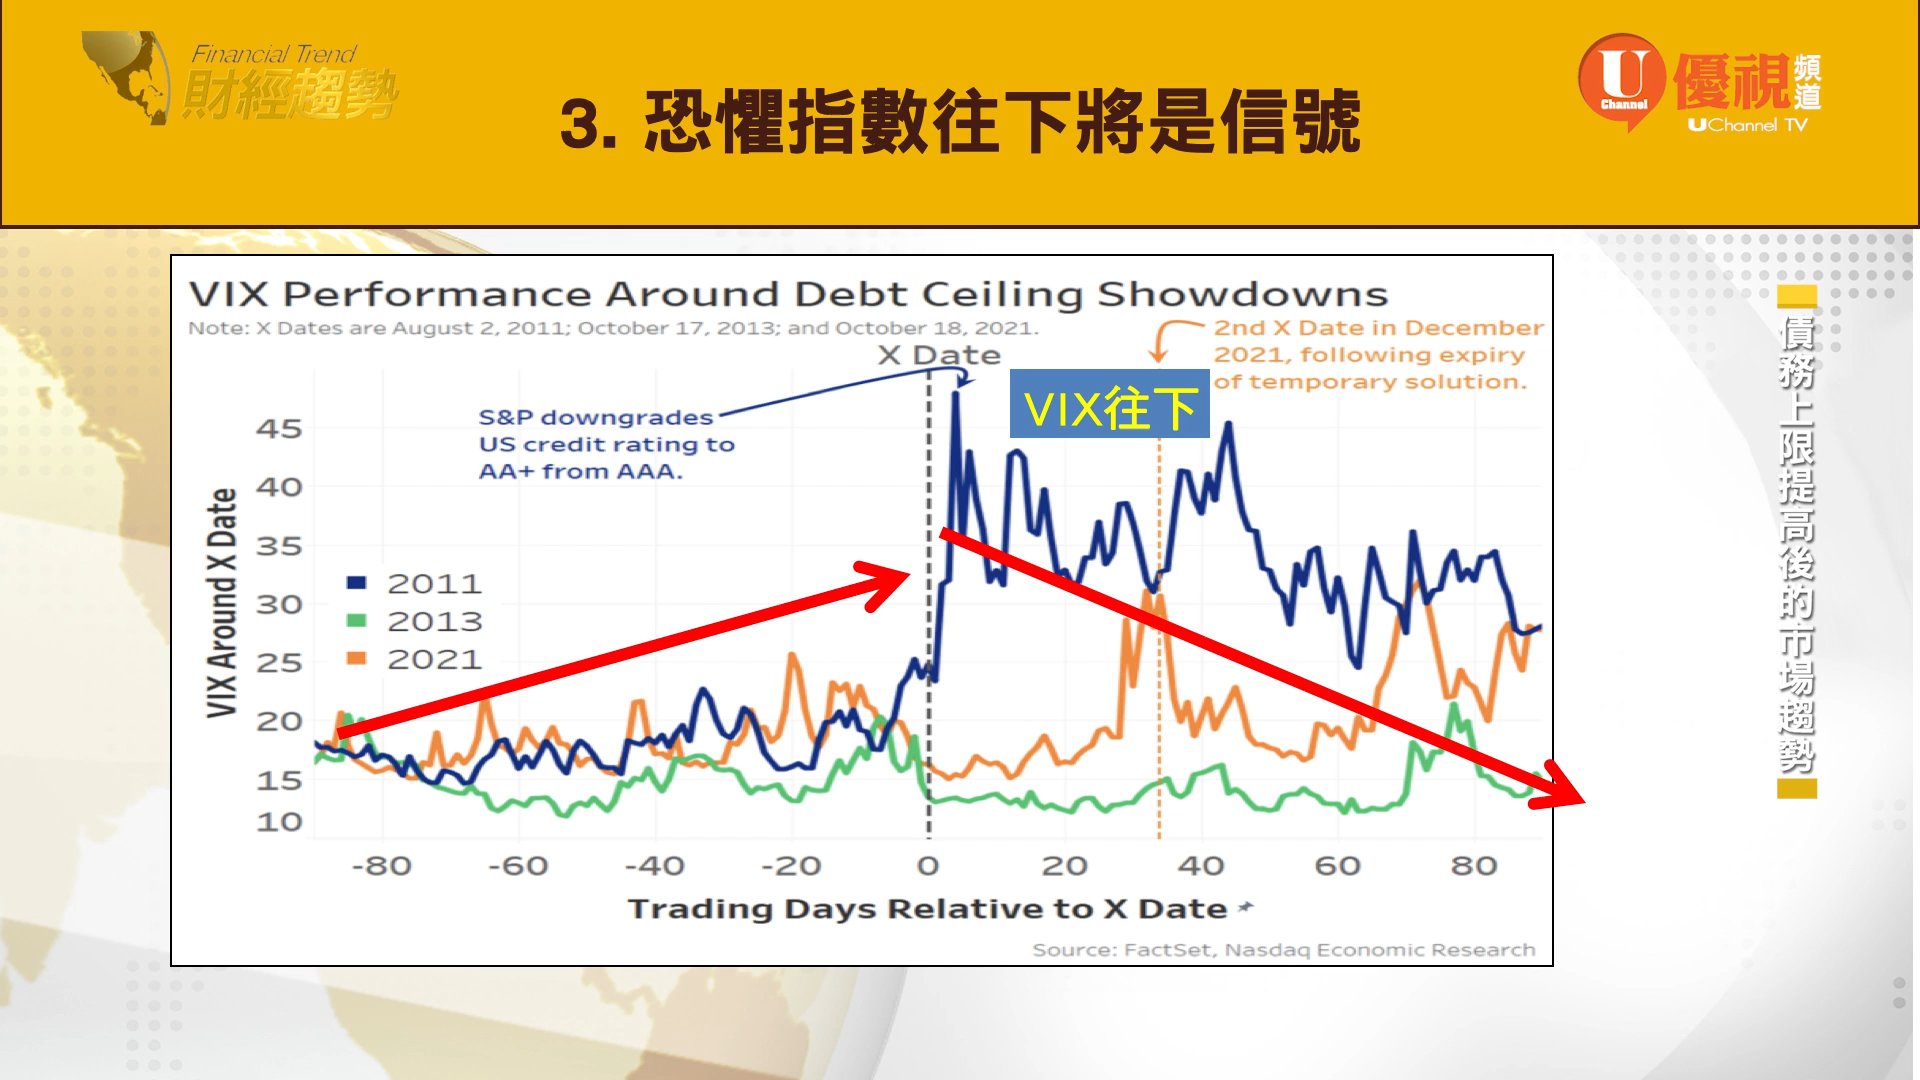 Financial Trend
財經趨勢
3. 恐懼指數往下將是信號
U
Channel
優視
頻道
UChannel TV
VIX Performance Around Debt Ceiling Showdowns
Note: X Dates are August 2, 2011; October 17, 2013; and October 18, 2021.
X Date
2nd X Date in December
2021, following expiry
of temporary solution.
VIX往下
S&P downgrades
US credit rating to
AA+ from AAA.
VIX Around X Date
45
40
35
30
25
20
15
10
2011
2013
2021
-80 -60 -40 -20 0 20 40 60 80
Trading Days Relative to X Date
Source: FactSet, Nasdaq Economic Research
債務上限提高後的市場趨勢